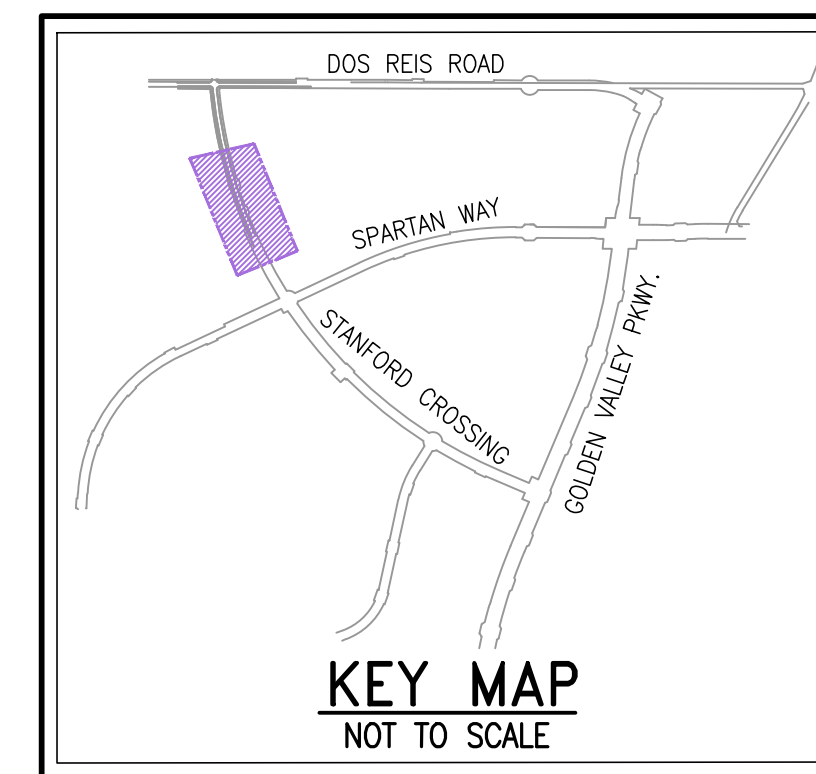 DOS REIS ROAD
SPARTAN WAY
STANFORD CROSSING
GOLDEN VALLEY PKWY.
KEY MAP
NOT TO SCALE